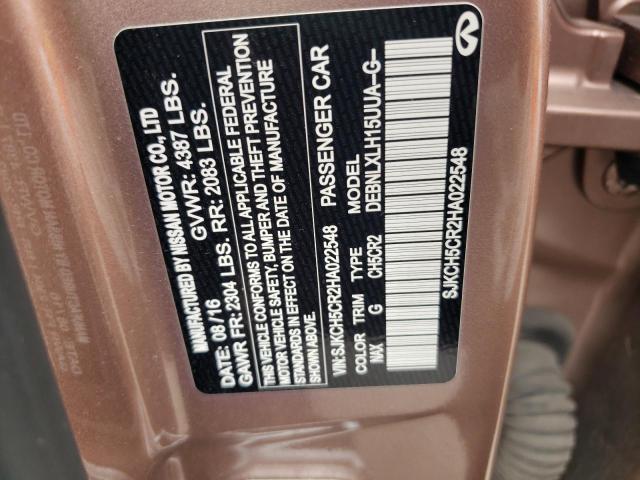 MANUFACTURED BY NISSAN MOTOR CO., LTD
GVWR: 4387 LBS.
DATE: 08/16
GAWR FR: 2304 LBS. RR: 2083 LBS.
THIS VEHICLE CONFORMS TO ALL APPLICABLE FEDERAL
MOTOR VEHICLE SAFETY, BUMPER AND THEFT PREVENTION
STANDARDS IN EFFECT ON THE DATE OF MANUFACTURE
SHOWN ABOVE.
VIN:SJKCH5CR2HA022548 PASSENGER CAR
COLOR TRIM TYPE MODEL
NAX G CH5CR2 DEBNLXLH15UUA-G-
SJKCH5CR2HA022548